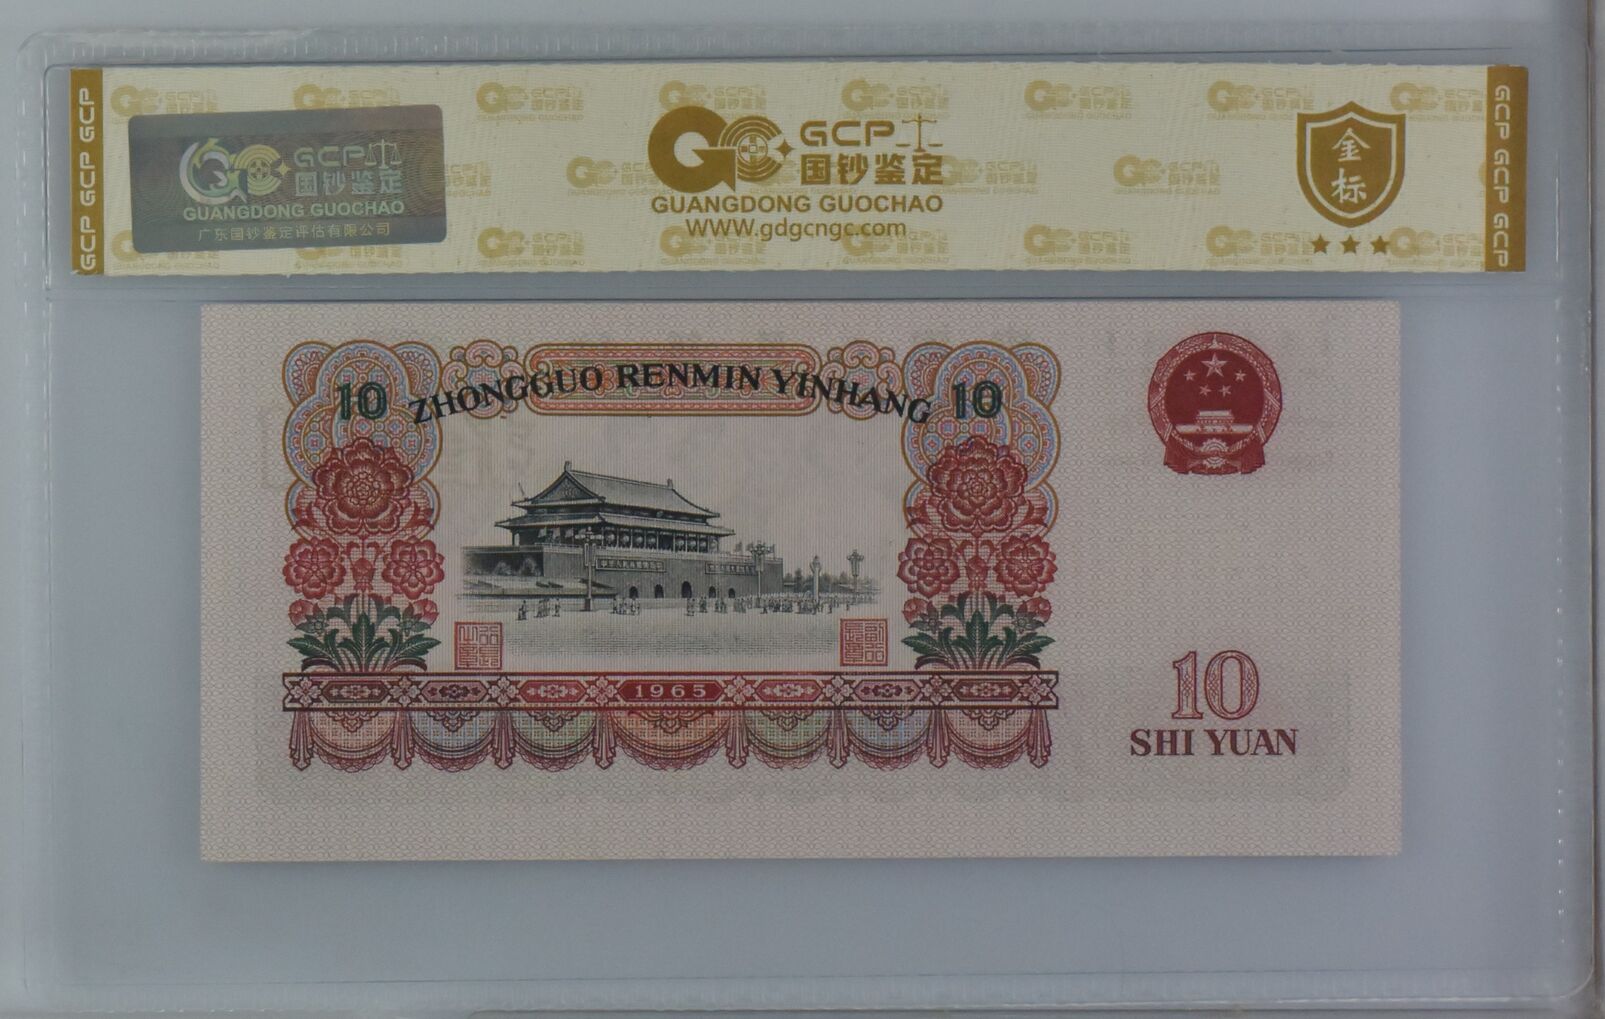 GCP GCP GCP
GCP
国钞鉴定
GUANGDONG GUOCHAO
广东国钞鉴定评估有限公司
GCP
国钞鉴定
GUANGDONG GUOCHAO
WWW.gdgcngc.com
金
标
GCP GCP GCP
10 ZHONGGUO RENMIN YINHANG 10
1965
10
SHI YUAN